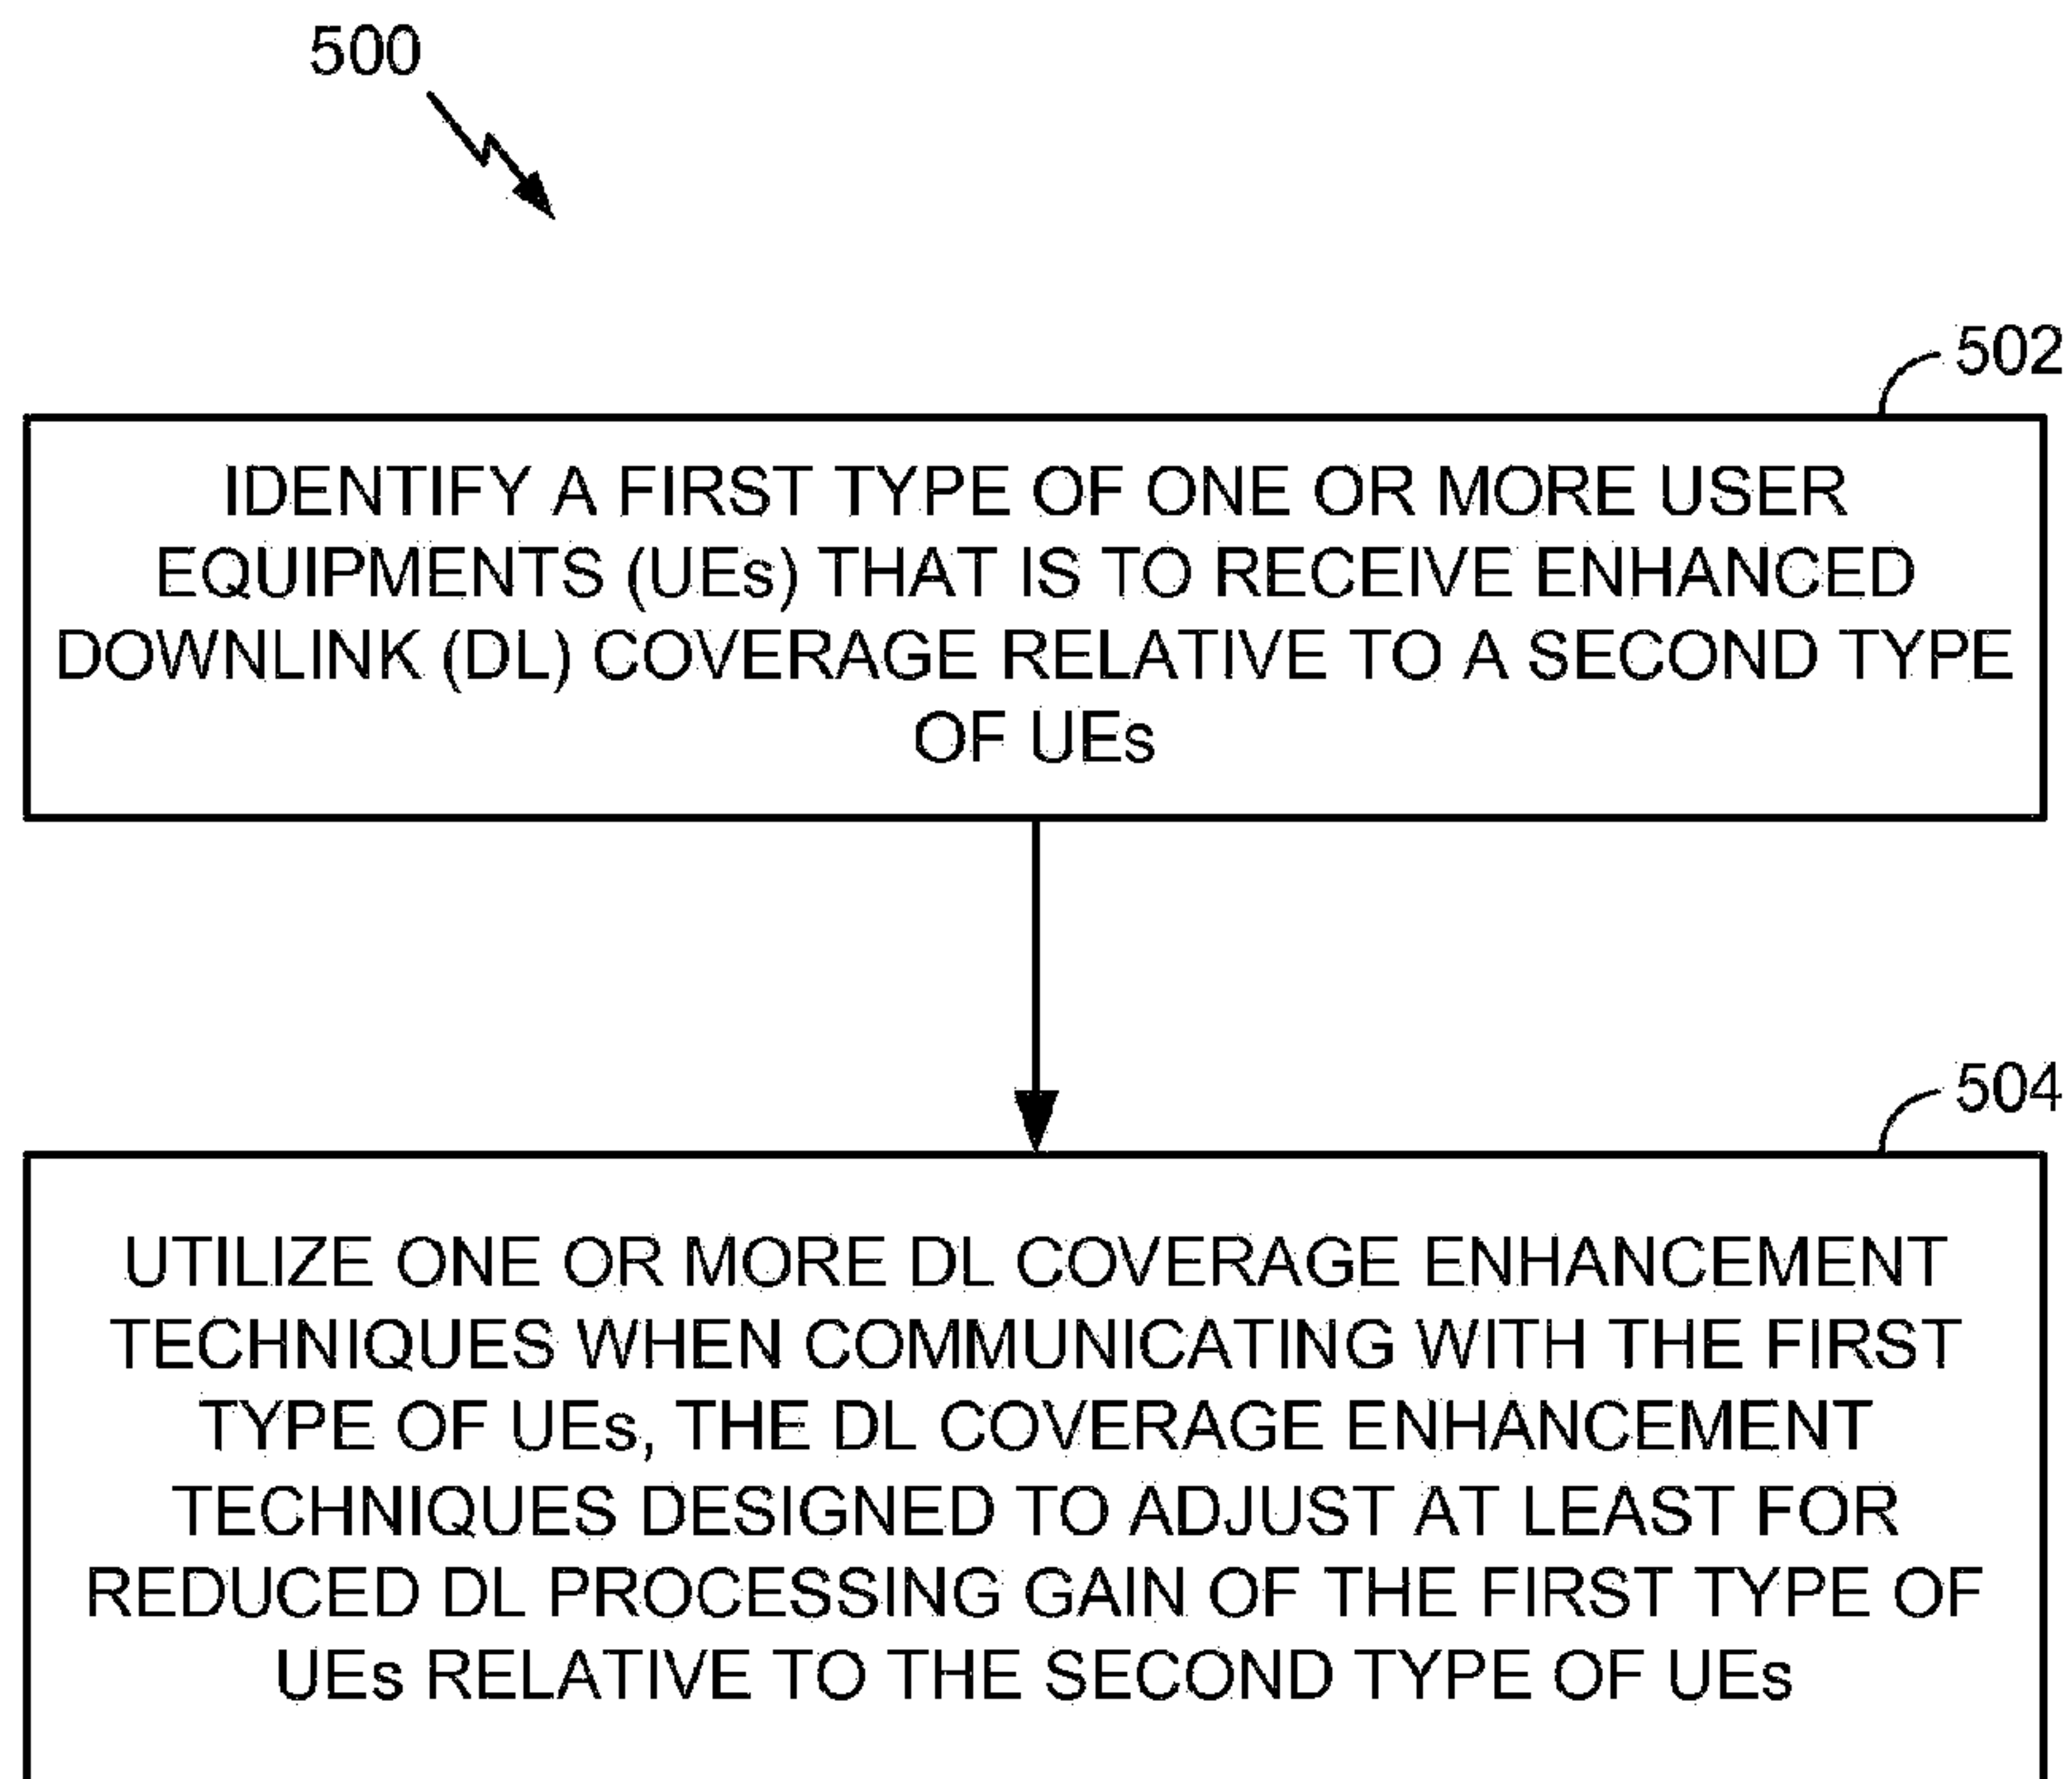 500
502
IDENTIFY A FIRST TYPE OF ONE OR MORE USER
EQUIPMENTS (UEs) THAT IS TO RECEIVE ENHANCED
DOWNLINK (DL) COVERAGE RELATIVE TO A SECOND TYPE
OF UEs
504
UTILIZE ONE OR MORE DL COVERAGE ENHANCEMENT
TECHNIQUES WHEN COMMUNICATING WITH THE FIRST
TYPE OF UEs, THE DL COVERAGE ENHANCEMENT
TECHNIQUES DESIGNED TO ADJUST AT LEAST FOR
REDUCED DL PROCESSING GAIN OF THE FIRST TYPE OF
UEs RELATIVE TO THE SECOND TYPE OF UEs